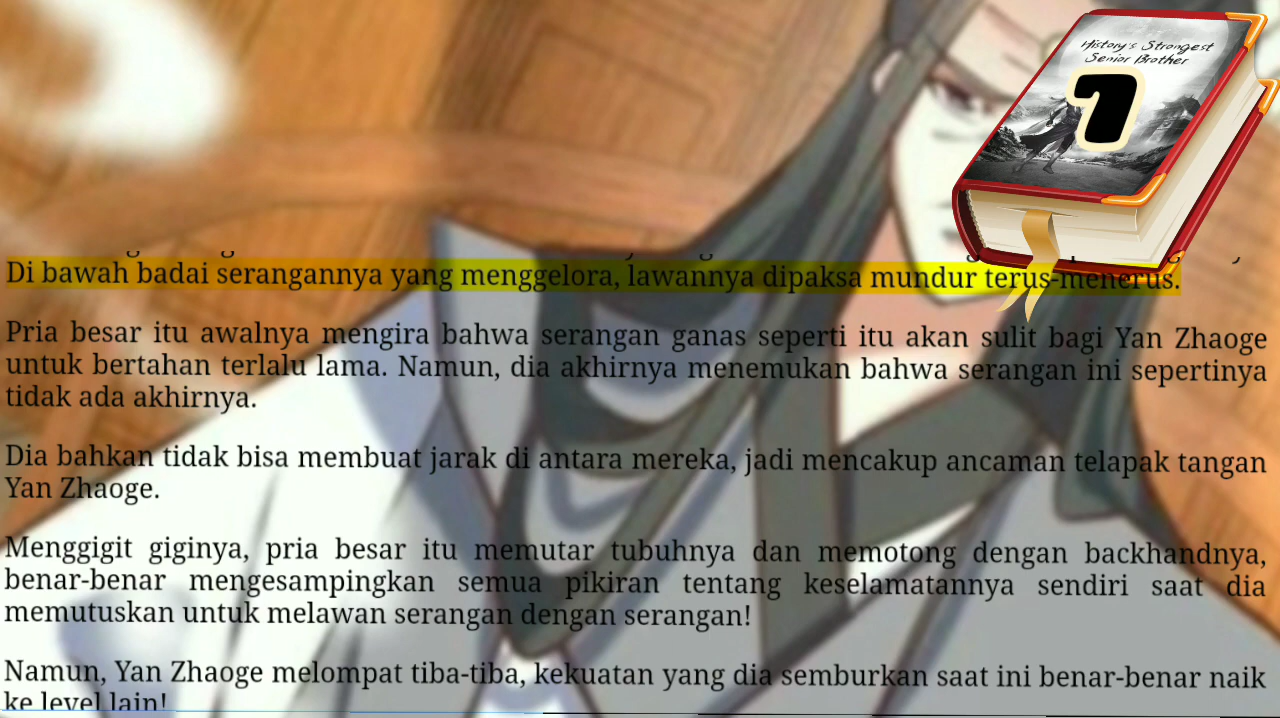 History's Strongest
Senior Brother
1
Di bawah badai serangannya yang menggelora, lawannya dipaksa mundur terus-menerus.
Pria besar itu awalnya mengira bahwa serangan ganas seperti itu akan sulit bagi Yan Zhaoge
untuk bertahan terlalu lama. Namun, dia akhirnya menemukan bahwa serangan ini sepertinya
tidak ada akhirnya.
Dia bahkan tidak bisa membuat jarak di antara mereka, jadi mencakup ancaman telapak tangan
Yan Zhaoge.
Menggigit giginya, pria besar itu memutar tubuhnya dan memotong dengan backhandnya,
benar-benar mengesampingkan semua pikiran tentang keselamatannya sendiri saat dia
memutuskan untuk melawan serangan dengan serangan!
Namun, Yan Zhaoge melompat tiba-tiba, kekuatan yang dia semburkan saat ini benar-benar naik
ke level lain!